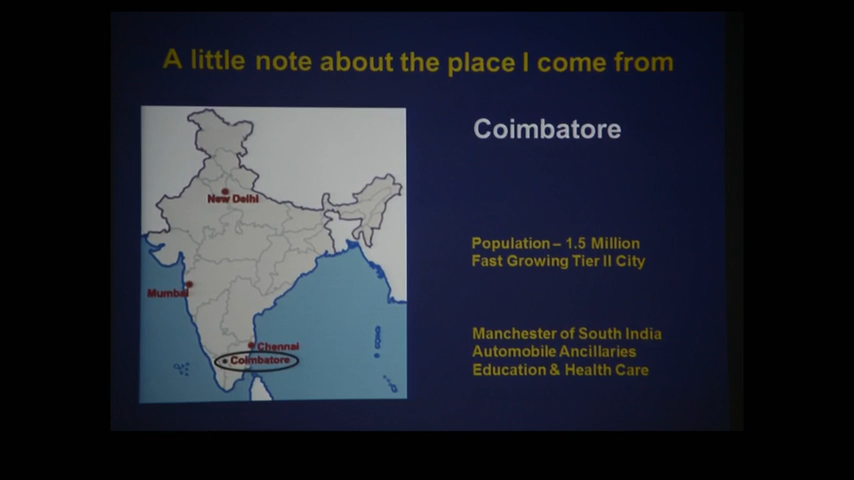 A little note about the place I come from
Coimbatore
New Delhi
Mumbai
Chennai
Coimbatore
Population – 1.5 Million
Fast Growing Tier II City
Manchester of South India
Automobile Ancillaries
Education & Health Care